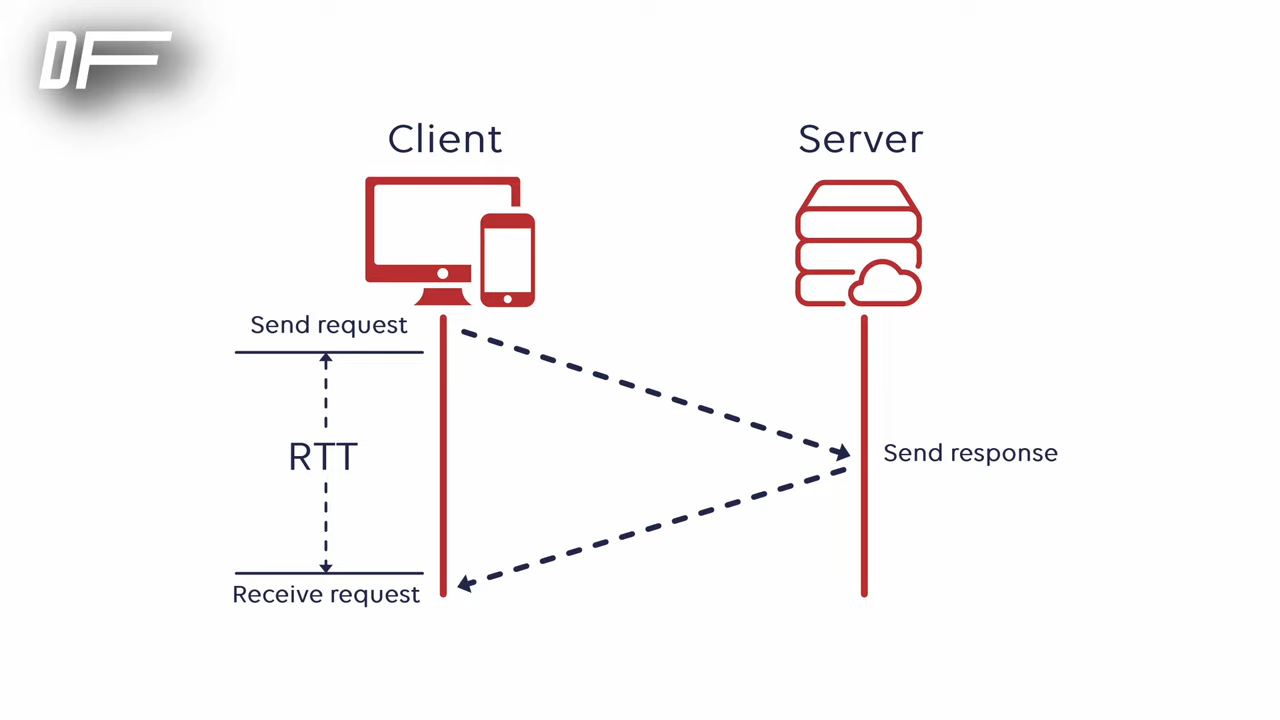 DF
Client
Server
Send request
RTT
Send response
Receive request